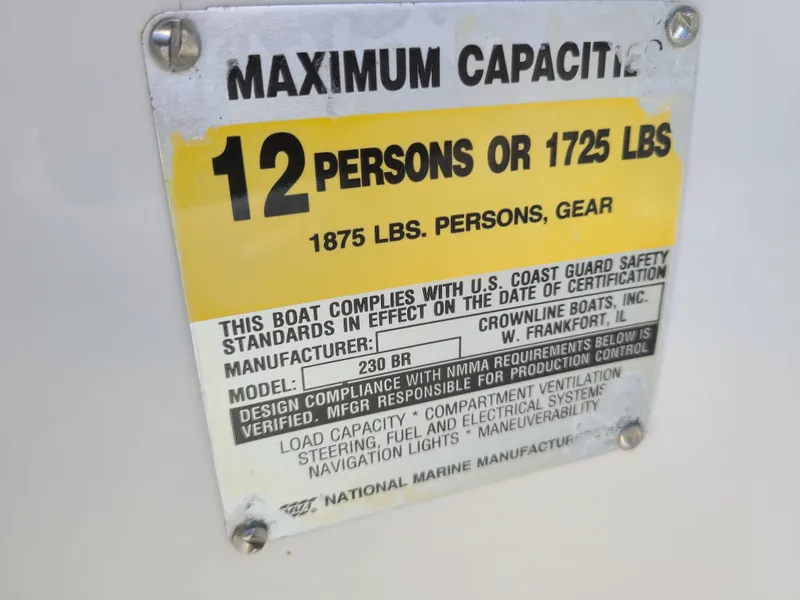 MAXIMUM CAPACITIES
12 PERSONS OR 1725 LBS
1875 LBS. PERSONS, GEAR
THIS BOAT COMPLIES WITH U.S. COAST GUARD SAFETY
STANDARDS IN EFFECT ON THE DATE OF CERTIFICATION
MANUFACTURER: CROWNLINE BOATS, INC.
W. FRANKFORT, IL
MODEL: 230 BR
DESIGN COMPLIANCE WITH NMMA REQUIREMENTS BELOW IS
VERIFIED. MFGR RESPONSIBLE FOR PRODUCTION CONTROL
LOAD CAPACITY * COMPARTMENT VENTILATION
STEERING, FUEL AND ELECTRICAL SYSTEMS
NAVIGATION LIGHTS * MANEUVERABILITY
NATIONAL MARINE